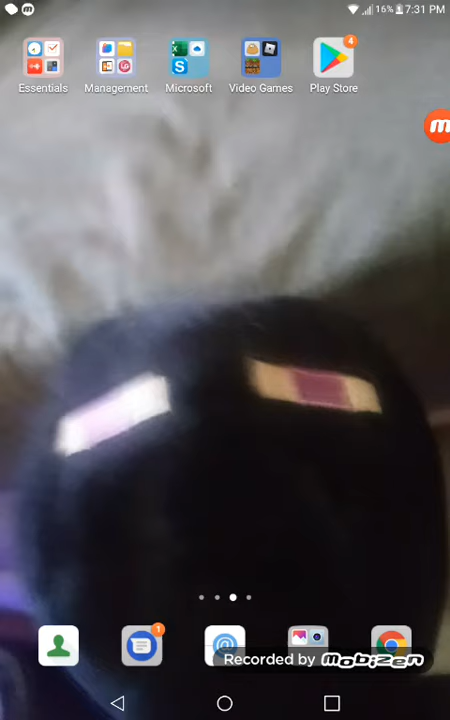 16% 7:31 PM
4
Essentials Management Microsoft Video Games Play Store
m
1
Recorded by mobizen